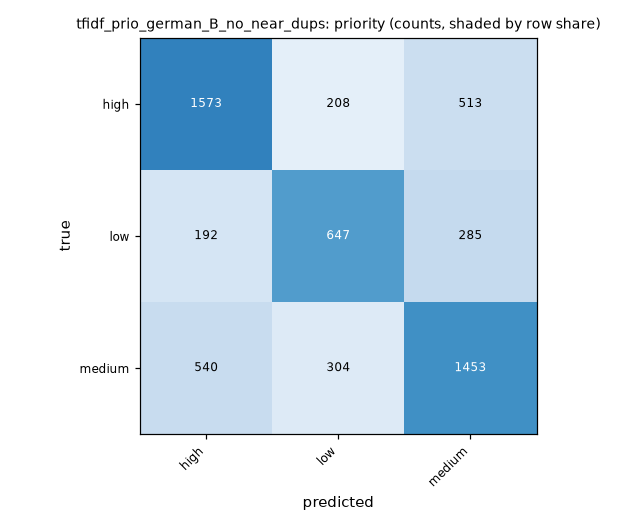 tfidf_prio_german_B_no_near_dups: priority (counts, shaded by row share)
high
1573
208
513
true
low
192
647
285
medium
540
304
1453
high
low
medium
predicted